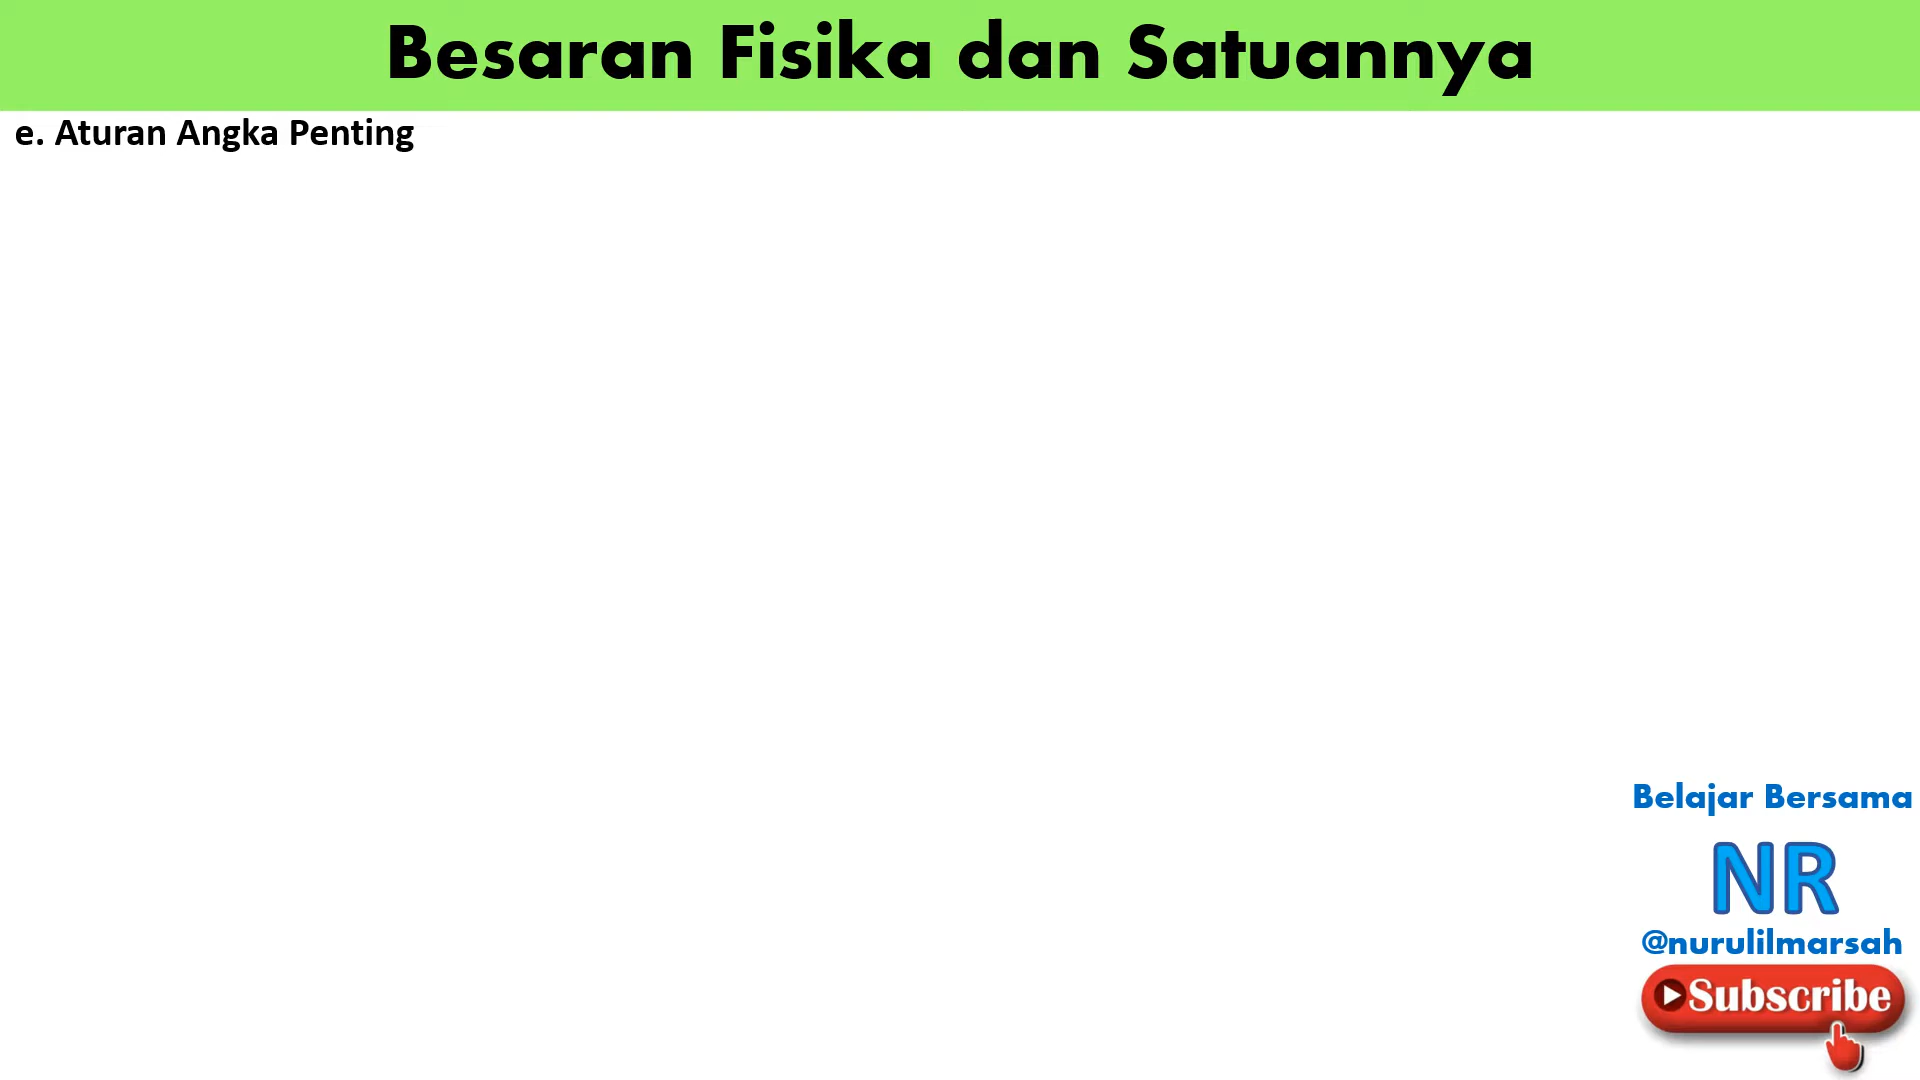 Besaran Fisika dan Satuannya
e. Aturan Angka Penting
Belajar Bersama
NR
@nurulilmarsah
Subscribe